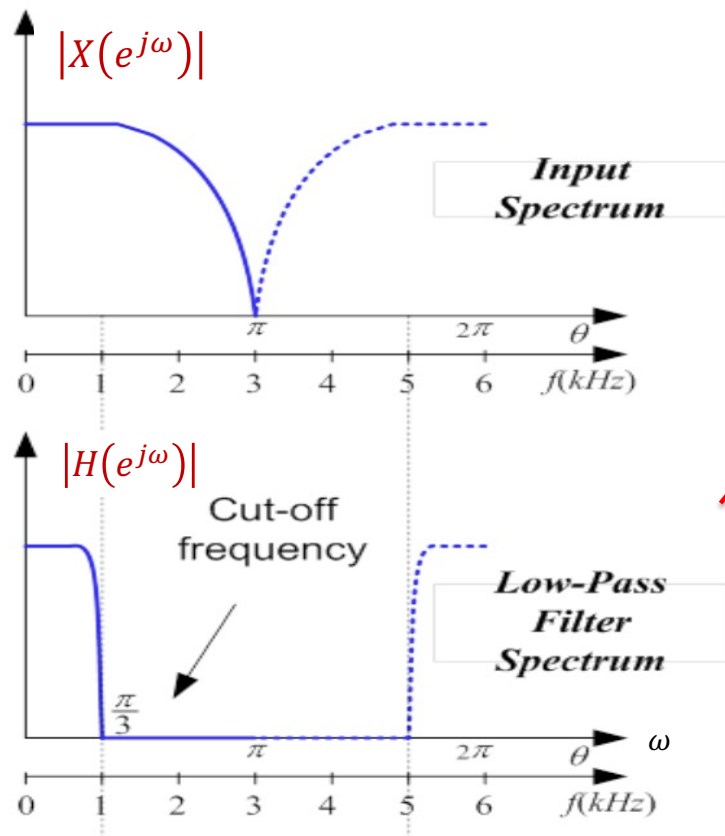 |X(e^{jω})|
Input
Spectrum
π 2π θ
0 1 2 3 4 5 6 f(kHz)
|H(e^{jω})|
Cut-off
frequency
Low-Pass
Filter
Spectrum
π/3
π 2π θ ω
0 1 2 3 4 5 6 f(kHz)